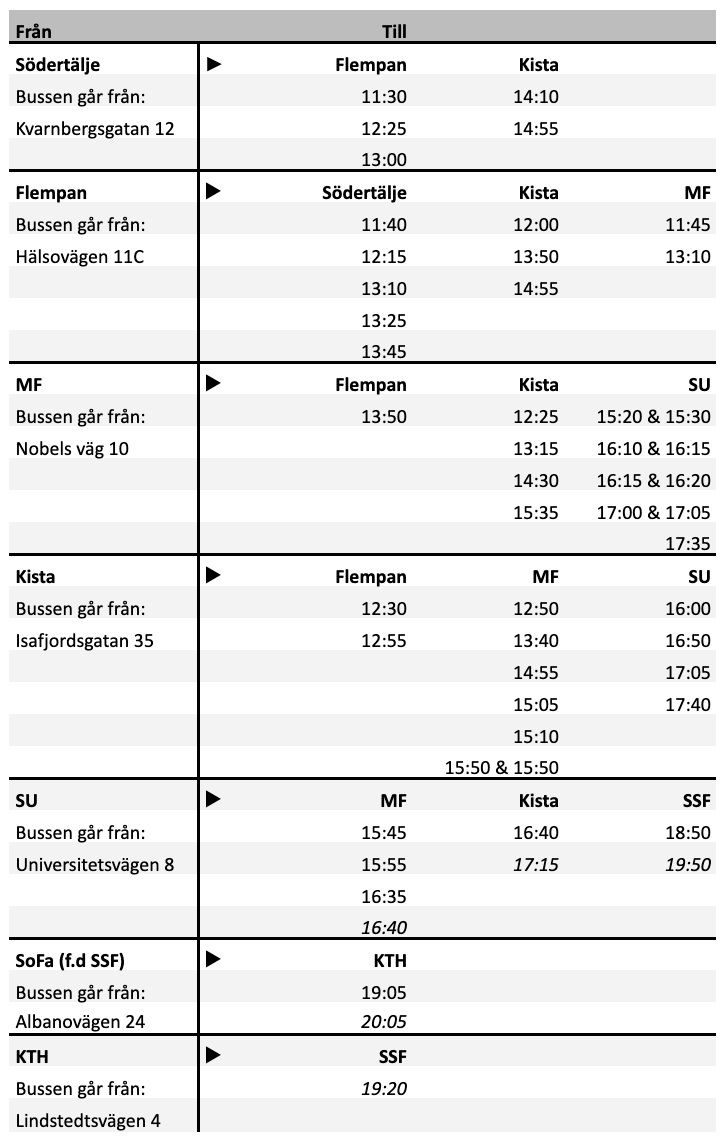 Från Till
Södertälje ▶ Flempan Kista
Bussen går från: 11:30 14:10
Kvarnbergsgatan 12 12:25 14:55
13:00
Flempan ▶ Södertälje Kista MF
Bussen går från: 11:40 12:00 11:45
Hälsovägen 11C 12:15 13:50 13:10
13:10 14:55
13:25
13:45
MF ▶ Flempan Kista SU
Bussen går från: 13:50 12:25 15:20 & 15:30
Nobels väg 10 13:15 16:10 & 16:15
14:30 16:15 & 16:20
15:35 17:00 & 17:05
17:35
Kista ▶ Flempan MF SU
Bussen går från: 12:30 12:50 16:00
Isafjordsgatan 35 12:55 13:40 16:50
14:55 17:05
15:05 17:40
15:10
15:50 & 15:50
SU ▶ MF Kista SSF
Bussen går från: 15:45 16:40 18:50
Universitetsvägen 8 15:55 17:15 19:50
16:35
16:40
SoFa (f.d SSF) ▶ KTH
Bussen går från: 19:05
Albanovägen 24 20:05
KTH ▶ SSF
Bussen går från: 19:20
Lindstedtsvägen 4